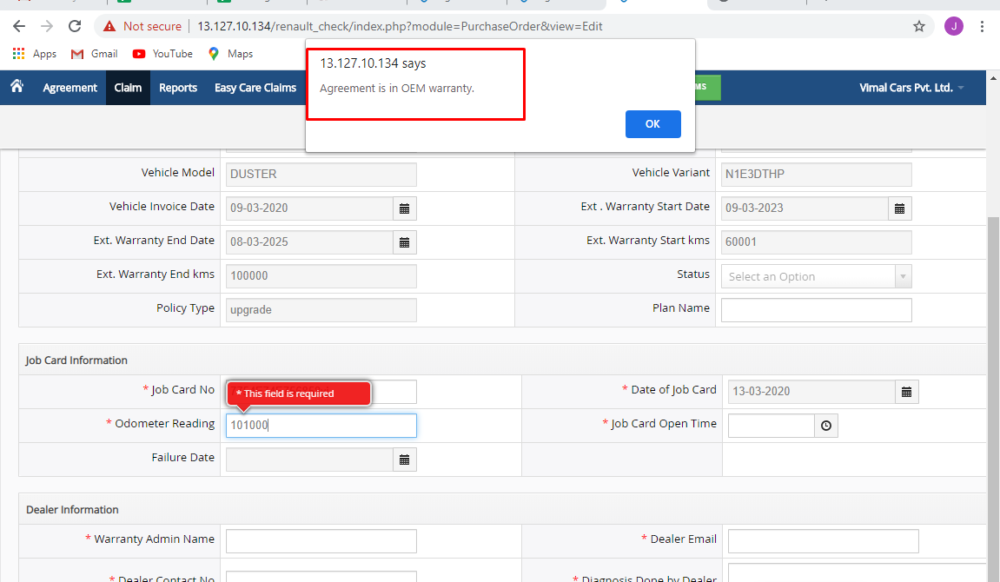 Not secure | 13.127.10.134/renault_check/index.php?module=PurchaseOrder&view=Edit
J
Apps Gmail YouTube Maps
13.127.10.134 says
Agreement is in OEM warranty.
OK
Agreement Claim Reports Easy Care Claims MS Vimal Cars Pvt. Ltd.
Vehicle Model DUSTER Vehicle Variant N1E3DTHP
Vehicle Invoice Date 09-03-2020 Ext . Warranty Start Date 09-03-2023
Ext. Warranty End Date 08-03-2025 Ext. Warranty Start kms 60001
Ext. Warranty End kms 100000 Status Select an Option
Policy Type upgrade Plan Name
Job Card Information
* Job Card No * Date of Job Card 13-03-2020
* This field is required
* Odometer Reading 101000 * Job Card Open Time
Failure Date
Dealer Information
* Warranty Admin Name * Dealer Email
* Dealer Contact No * Diagnosis Done by Dealer